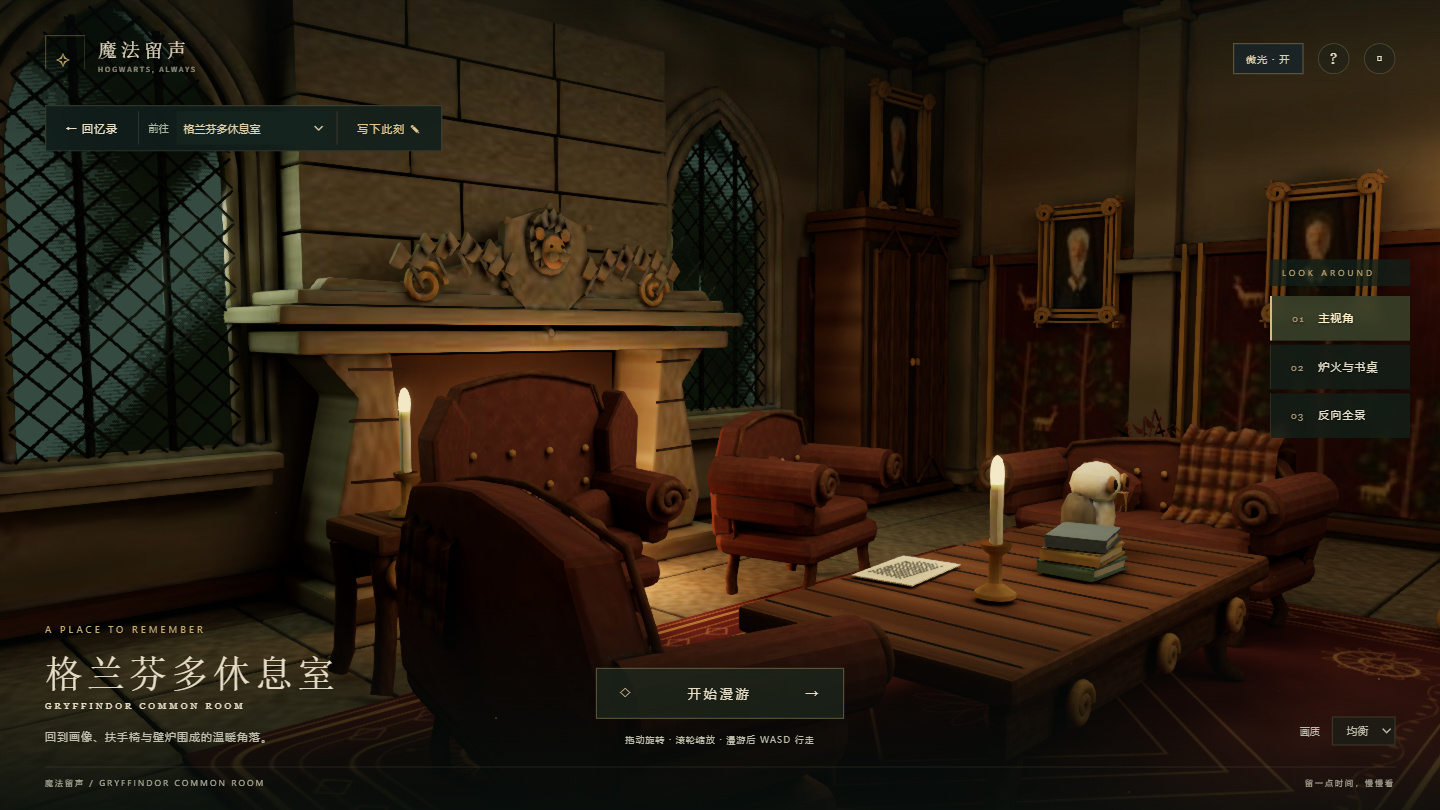 魔法留声
HOGWARTS, ALWAYS
微光 · 开
?
← 回忆录
前往
格兰芬多休息室
写下此刻
LOOK AROUND
01 主视角
02 炉火与书桌
03 反向全景
A PLACE TO REMEMBER
格兰芬多休息室
GRYFFINDOR COMMON ROOM
回到画像、扶手椅与壁炉围成的温暖角落。
开始漫游 →
拖动旋转 · 滚轮缩放 · 漫游后 WASD 行走
画质 均衡
魔法留声 / GRYFFINDOR COMMON ROOM
留一点时间，慢慢看